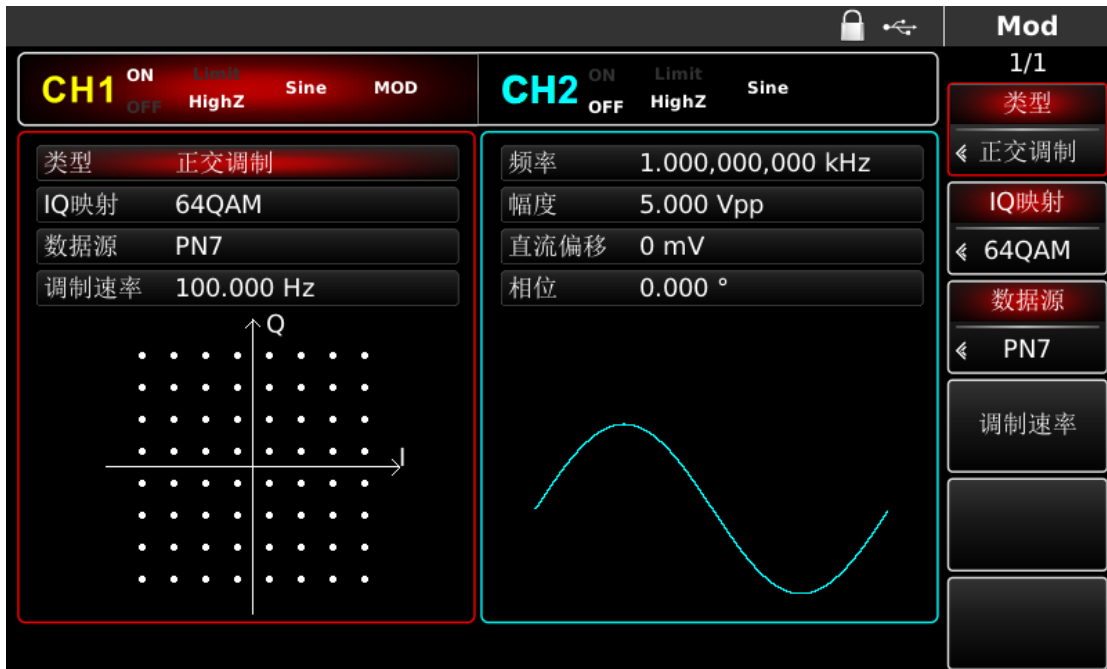 Mod
1/1
CH1 ON OFF Limit HighZ Sine MOD
CH2 ON OFF Limit HighZ Sine
类型 正交调制
IQ映射 64QAM
数据源 PN7
调制速率 100.000 Hz
Q
I
频率 1.000,000,000 kHz
幅度 5.000 Vpp
直流偏移 0 mV
相位 0.000 °
类型
正交调制
IQ映射
64QAM
数据源
PN7
调制速率